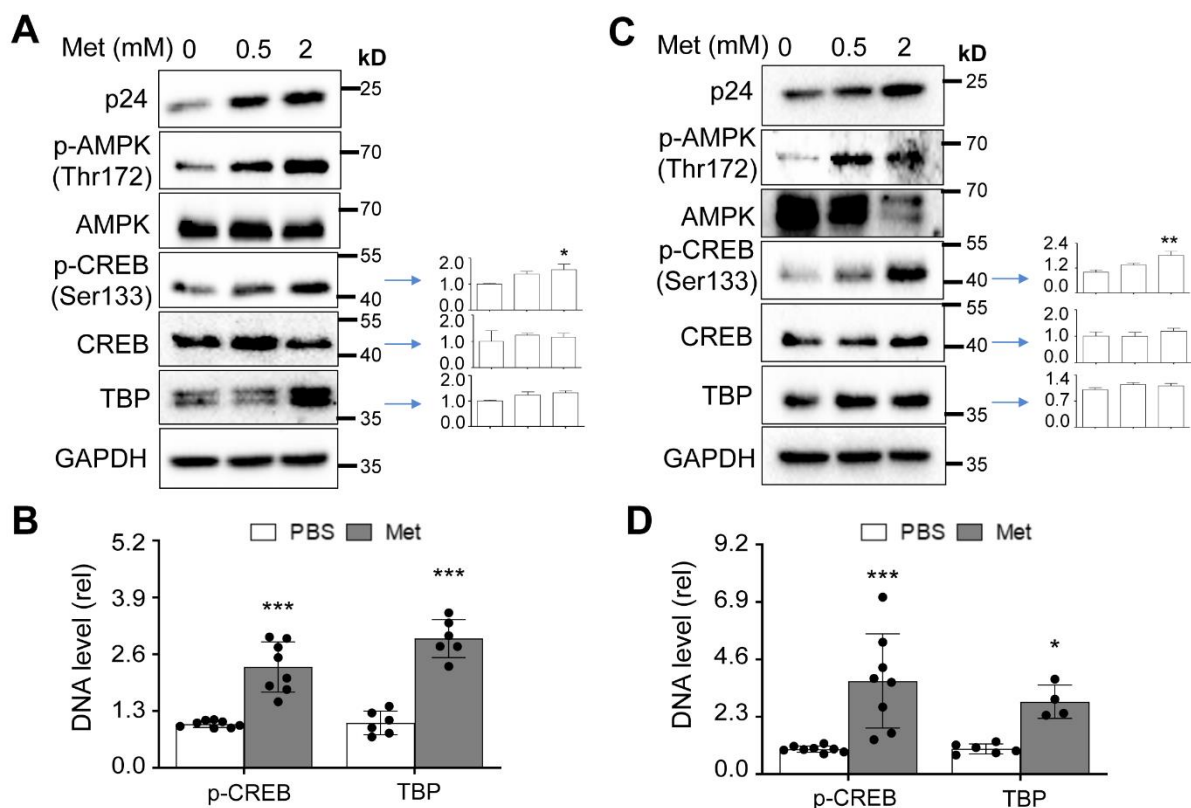 A
Met (mM) 0 0.5 2 kD
p24 25
p-AMPK
(Thr172) 70
AMPK 70
p-CREB
(Ser133) 55
40
2.0
1.0
0.0
*
CREB 55
40
2.0
1.0
0.0
TBP 35
2.0
1.0
0.0
GAPDH 35
C
Met (mM) 0 0.5 2 kD
p24 25
p-AMPK
(Thr172) 70
AMPK 70
p-CREB
(Ser133) 55
40
2.4
1.2
0.0
**
CREB 55
40
2.0
1.0
0.0
TBP 35
1.4
0.7
0.0
GAPDH 35
B
PBS Met
DNA level (rel)
5.2
3.9
2.6
1.3
0.0
*** ***
p-CREB TBP
D
PBS Met
DNA level (rel)
9.2
6.9
4.6
2.3
0.0
*** *
p-CREB TBP